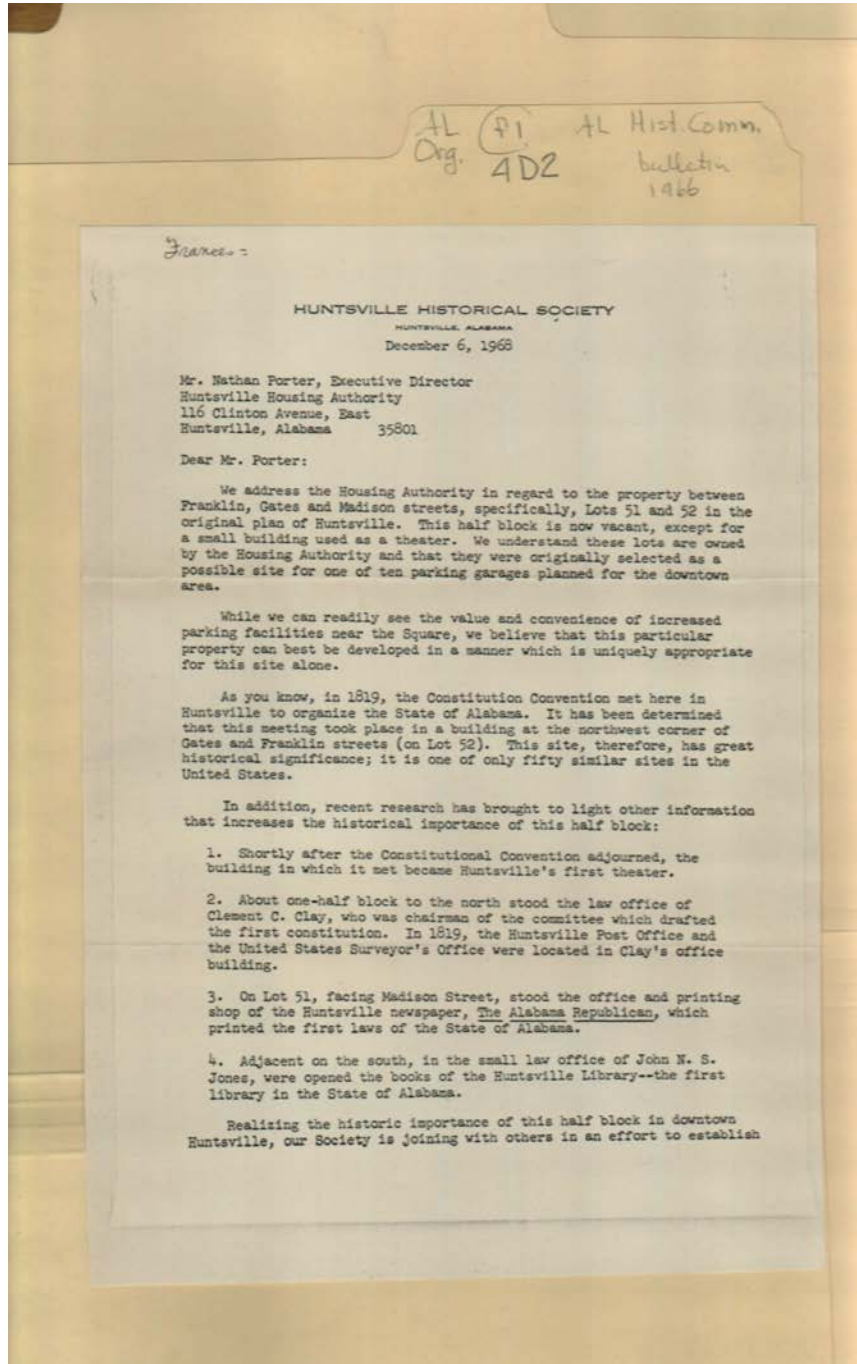 AL (P1) AL Hist. Comm.
Org. 4D2 bulletin
1966
Frances =
HUNTSVILLE HISTORICAL SOCIETY
HUNTSVILLE, ALABAMA
December 6, 1968
Mr. Nathan Porter, Executive Director
Huntsville Housing Authority
116 Clinton Avenue, East
Huntsville, Alabama 35801
Dear Mr. Porter:
We address the Housing Authority in regard to the property between
Franklin, Gates and Madison streets, specifically, Lots 51 and 52 in the
original plan of Huntsville. This half block is now vacant, except for
a small building used as a theater. We understand these lots are owned
by the Housing Authority and that they were originally selected as a
possible site for one of ten parking garages planned for the downtown
area.
While we can readily see the value and convenience of increased
parking facilities near the Square, we believe that this particular
property can best be developed in a manner which is uniquely appropriate
for this site alone.
As you know, in 1819, the Constitution Convention met here in
Huntsville to organize the State of Alabama. It has been determined
that this meeting took place in a building at the northwest corner of
Gates and Franklin streets (on Lot 52). This site, therefore, has great
historical significance; it is one of only fifty similar sites in the
United States.
In addition, recent research has brought to light other information
that increases the historical importance of this half block:
1. Shortly after the Constitutional Convention adjourned, the
building in which it met became Huntsville's first theater.
2. About one-half block to the north stood the law office of
Clement C. Clay, who was chairman of the committee which drafted
the first constitution. In 1819, the Huntsville Post Office and
the United States Surveyor's Office were located in Clay's office
building.
3. On Lot 51, facing Madison Street, stood the office and printing
shop of the Huntsville newspaper, The Alabama Republican, which
printed the first laws of the State of Alabama.
4. Adjacent on the south, in the small law office of John N. S.
Jones, were opened the books of the Huntsville Library--the first
library in the State of Alabama.
Realizing the historic importance of this half block in downtown
Huntsville, our Society is joining with others in an effort to establish